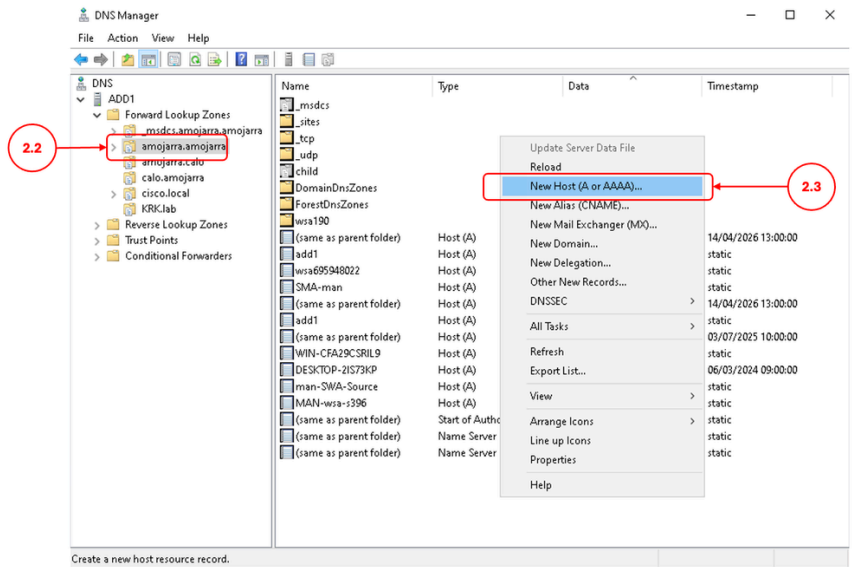 DNS Manager
File Action View Help
DNS
ADD1
Forward Lookup Zones
_msdcs.amojarra.amojarra
amojarra.amojarra
amojarra.calo
calo.amojarra
cisco.local
KRK.lab
Reverse Lookup Zones
Trust Points
Conditional Forwarders
2.2
Name Type Data Timestamp
_msdcs
_sites
_tcp
_udp
child
DomainDnsZones
ForestDnsZones
wsa190
(same as parent folder) Host (A) 14/04/2026 13:00:00
add1 Host (A) static
wsa695948022 Host (A) static
SMA-man Host (A) static
(same as parent folder) Host (A) 14/04/2026 13:00:00
add1 Host (A) static
(same as parent folder) Host (A) 03/07/2025 10:00:00
WIN-CFA29CSRIL9 Host (A) static
DESKTOP-2IS73KP Host (A) 06/03/2024 09:00:00
man-SWA-Source Host (A) static
MAN-wsa-s396 Host (A) static
(same as parent folder) Start of Autho static
(same as parent folder) Name Server static
(same as parent folder) Name Server static
Update Server Data File
Reload
New Host (A or AAAA)...
2.3
New Alias (CNAME)...
New Mail Exchanger (MX)...
New Domain...
New Delegation...
Other New Records...
DNSSEC
All Tasks
Refresh
Export List...
View
Arrange Icons
Line up Icons
Properties
Help
Create a new host resource record.